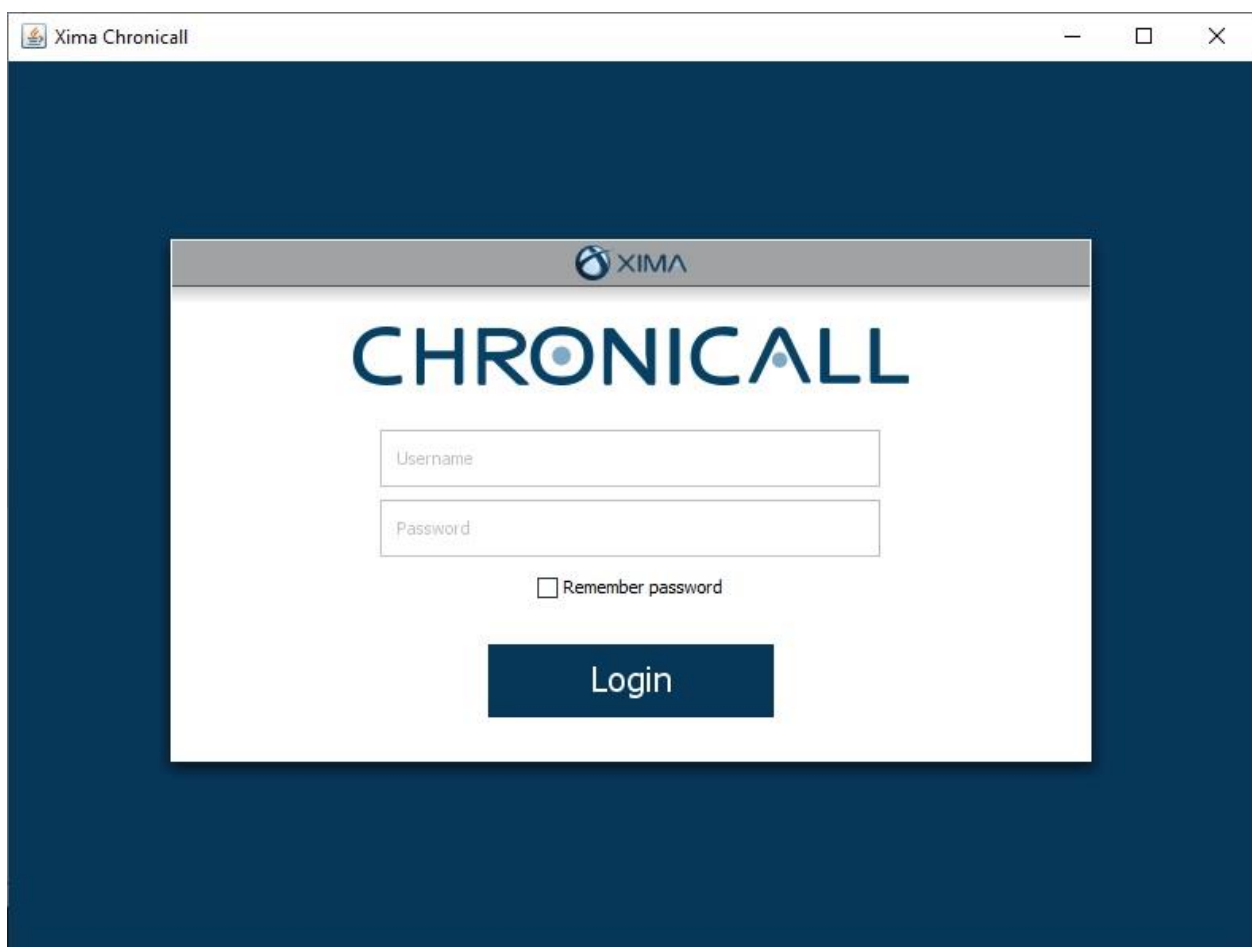 Xima Chronicall
XIMA
CHRONICALL
Username
Password
Remember password
Login